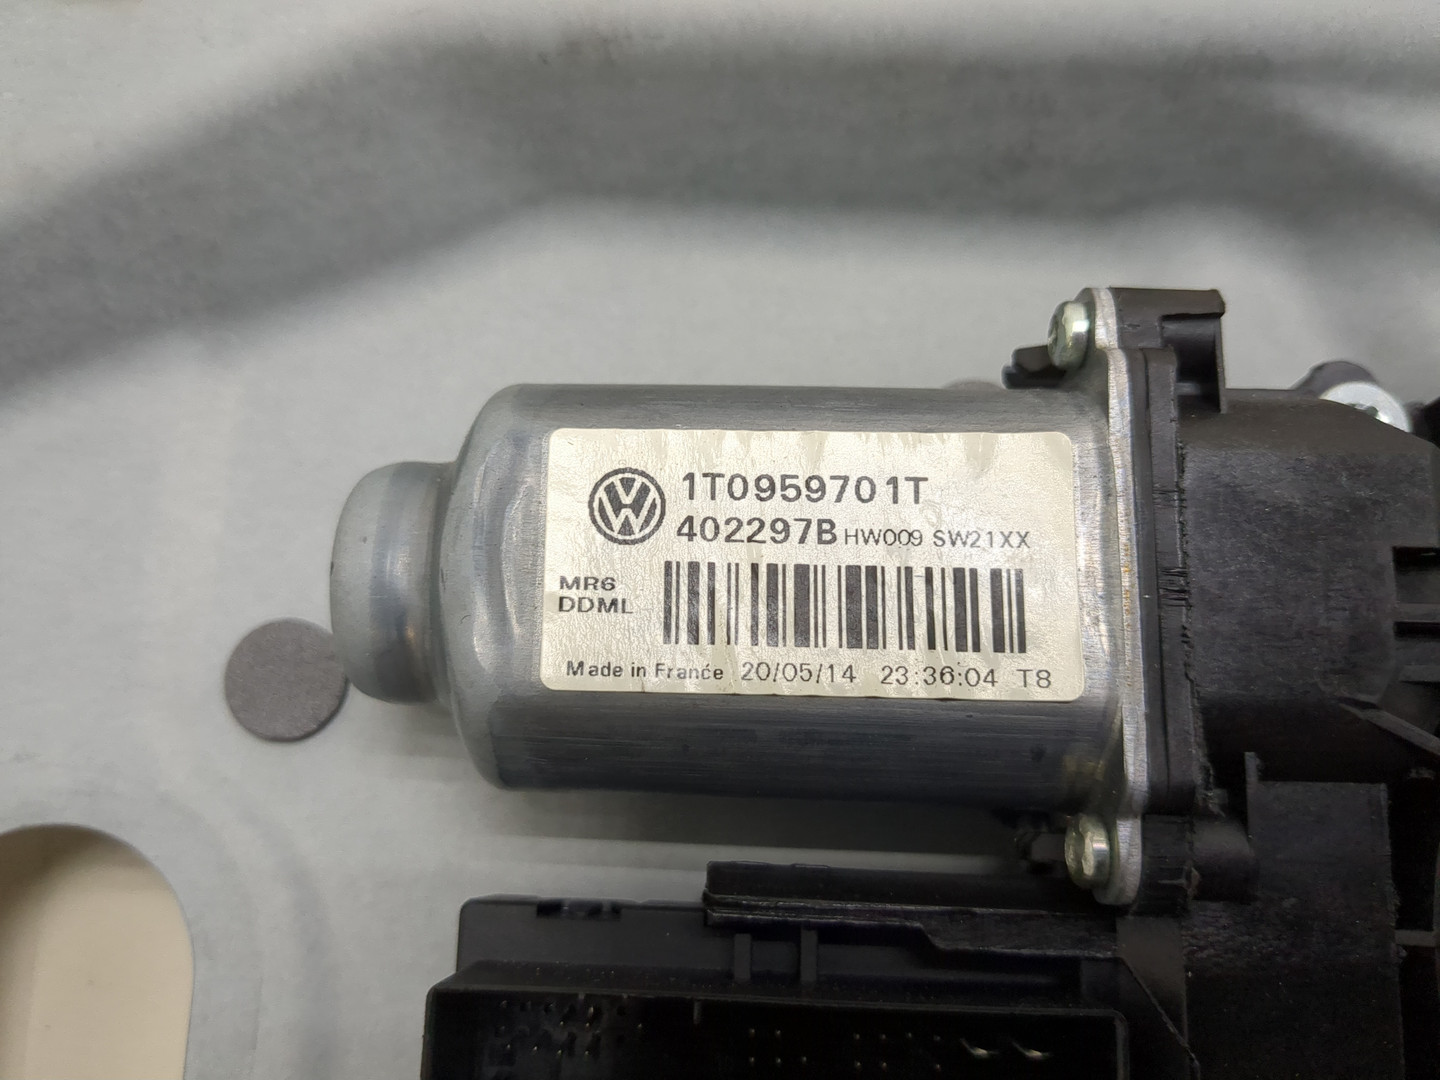 1T0959701T
402297B HW009 SW21XX
MR6
DDML
Made in France 20/05/14 23:36:04 T8